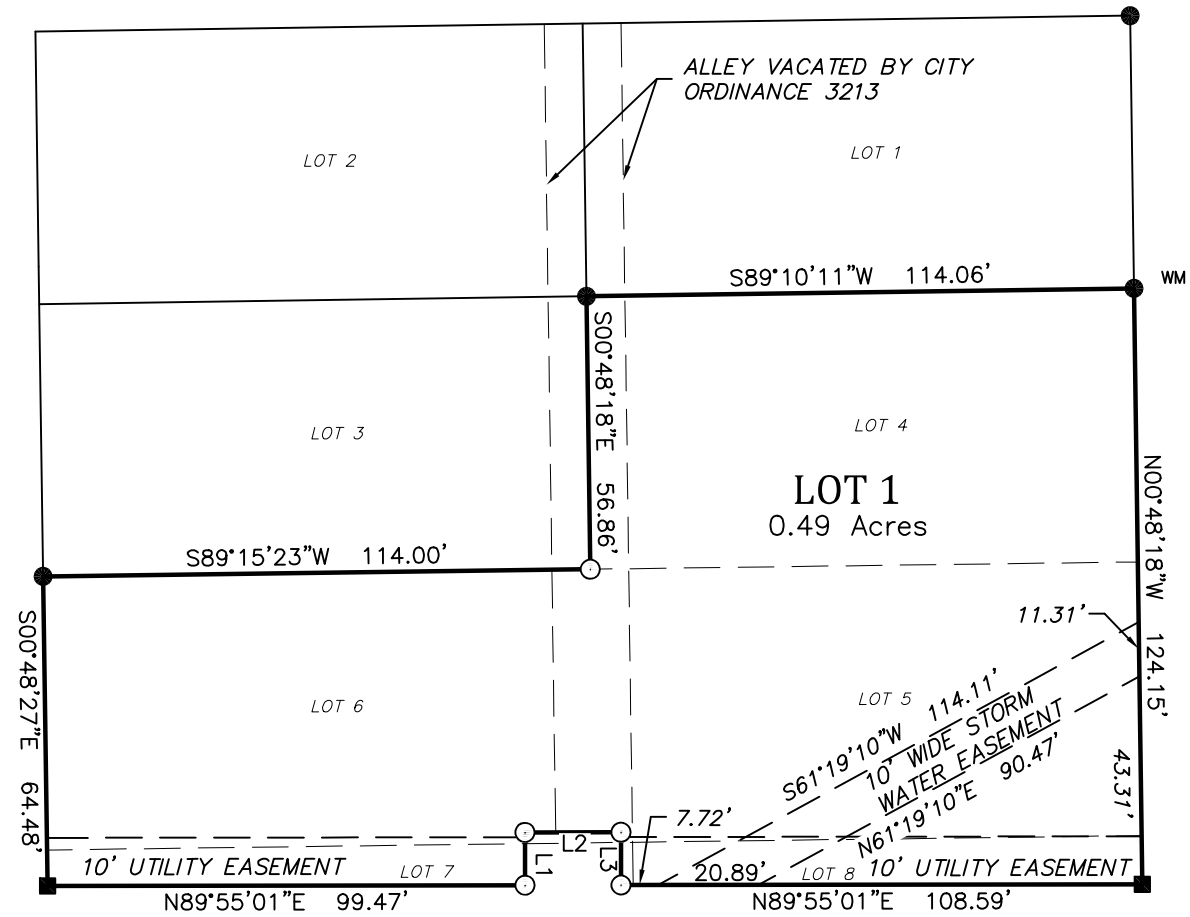 ALLEY VACATED BY CITY
ORDINANCE 3213
LOT 2
LOT 1
S89°10'11"W 114.06'
WM
S00°48'18"E 56.86'
LOT 3
LOT 4
LOT 1
0.49 Acres
N00°48'18"W 124.15'
S89°15'23"W 114.00'
11.31'
S00°48'27"E 64.48'
LOT 6
LOT 5
S61°19'10"W 114.11'
10' WIDE STORM
WATER EASEMENT
N61°19'10"E 90.47'
43.31'
7.72'
L2
L1
L3
10' UTILITY EASEMENT
LOT 7
20.89'
LOT 8
10' UTILITY EASEMENT
N89°55'01"E 99.47'
N89°55'01"E 108.59'